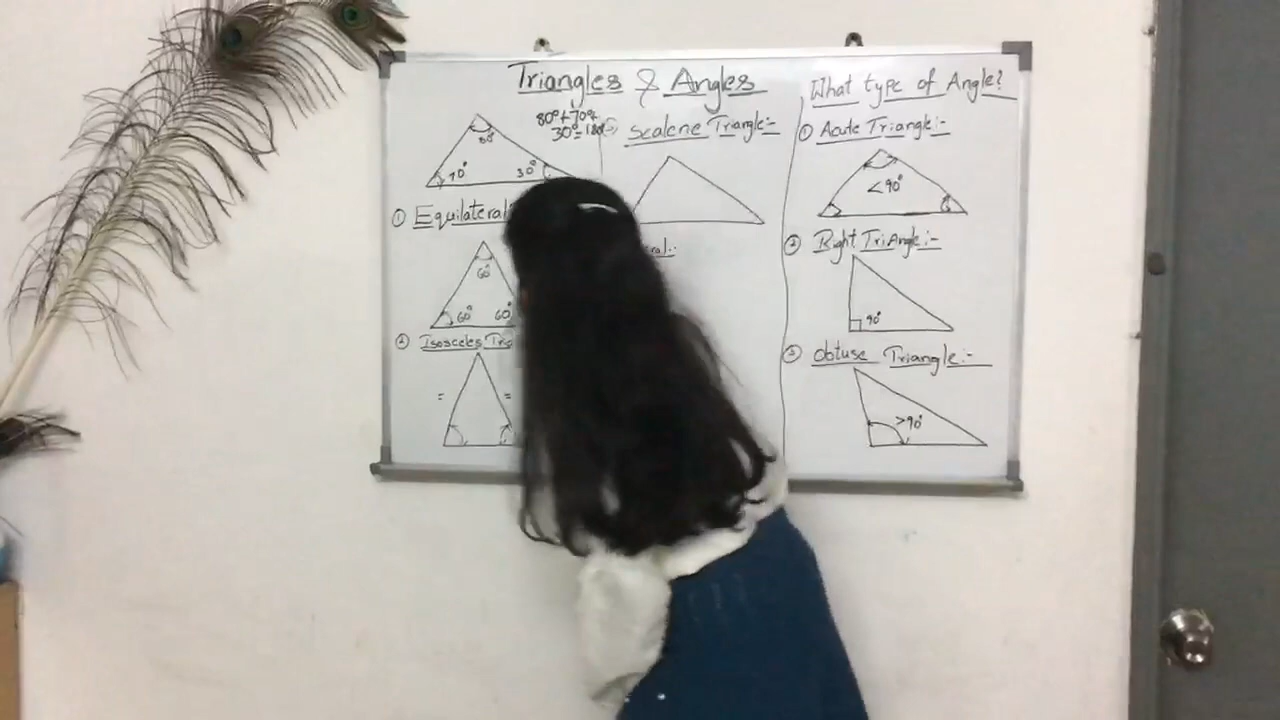 Triangles & Angles
80°+70°+
30°=180°
80°
70°
30°
① Equilateral
60°
60°
60°
②
Isosceles
=
=
Scalene Triangle:-
What type of Angle?
① Acute Triangle:-
<90°
② Right TriAngle:-
90°
③ obtuse Triangle:-
>90°